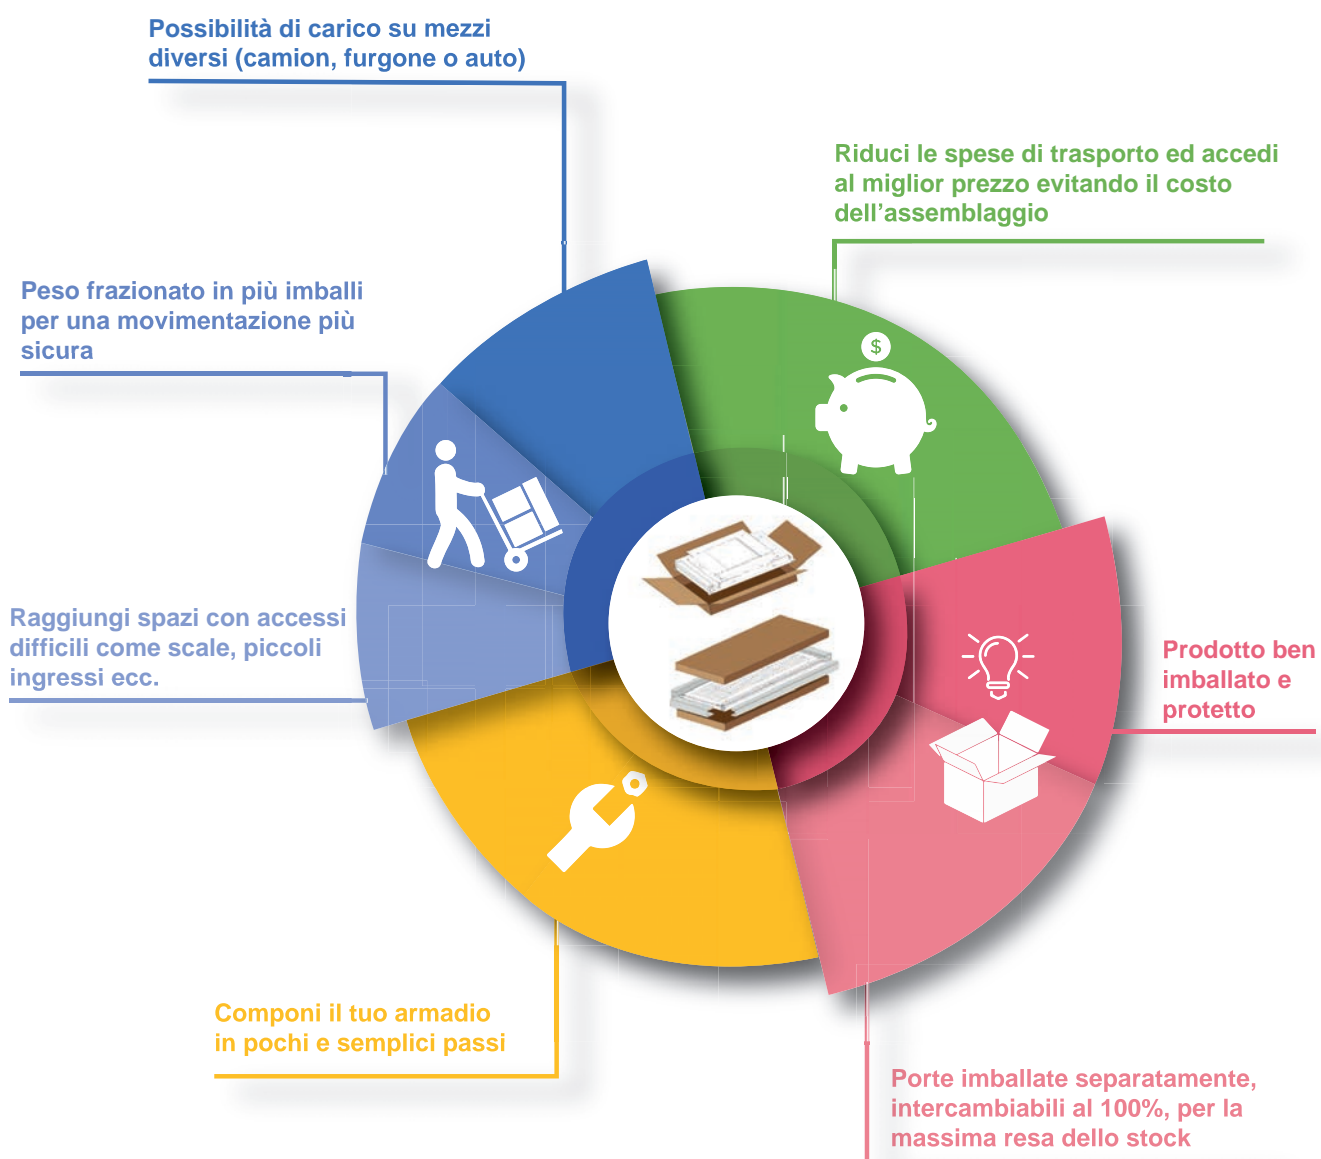 Possibilità di carico su mezzi
diversi (camion, furgone o auto)
Riduci le spese di trasporto ed accedi
al miglior prezzo evitando il costo
dell’assemblaggio
Peso frazionato in più imballi
per una movimentazione più
sicura
$
Raggiungi spazi con accessi
difficili come scale, piccoli
ingressi ecc.
Prodotto ben
imballato e
protetto
Componi il tuo armadio
in pochi e semplici passi
Porte imballate separatamente,
intercambiabili al 100%, per la
massima resa dello stock